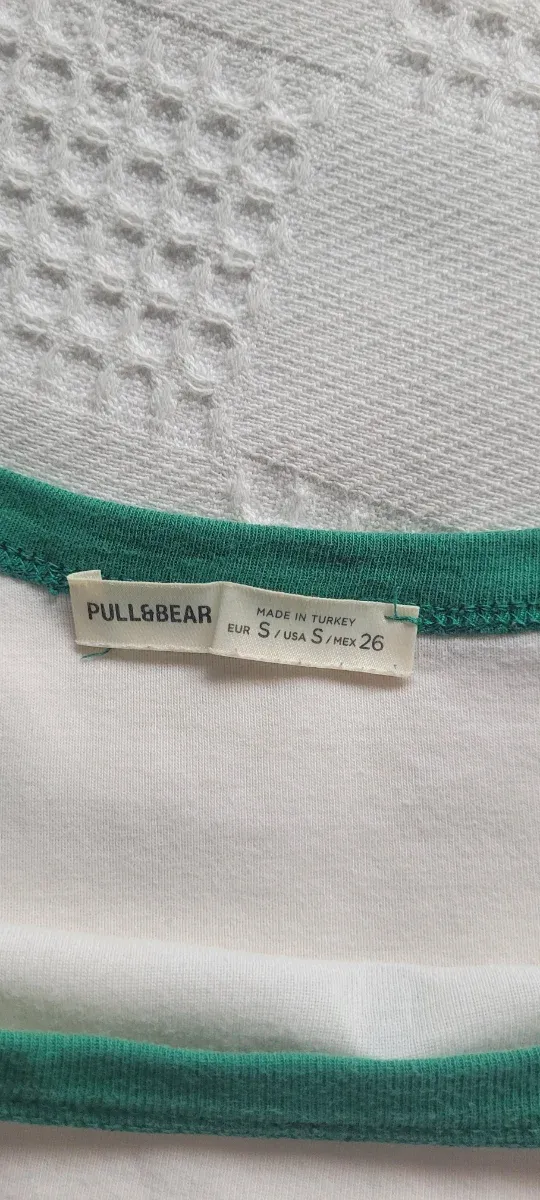 PULL&BEAR
MADE IN TURKEY
EUR S / USA S / MEX 26